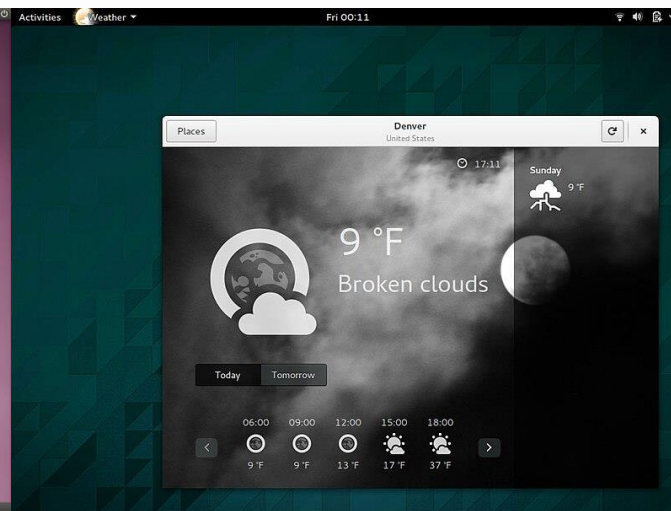 Activities Weather Fri 00:11
Places Denver
United States
17:11
Sunday
9 °F
9 °F
Broken clouds
Today Tomorrow
06:00 09:00 12:00 15:00 18:00
9 °F 9 °F 13 °F 17 °F 37 °F